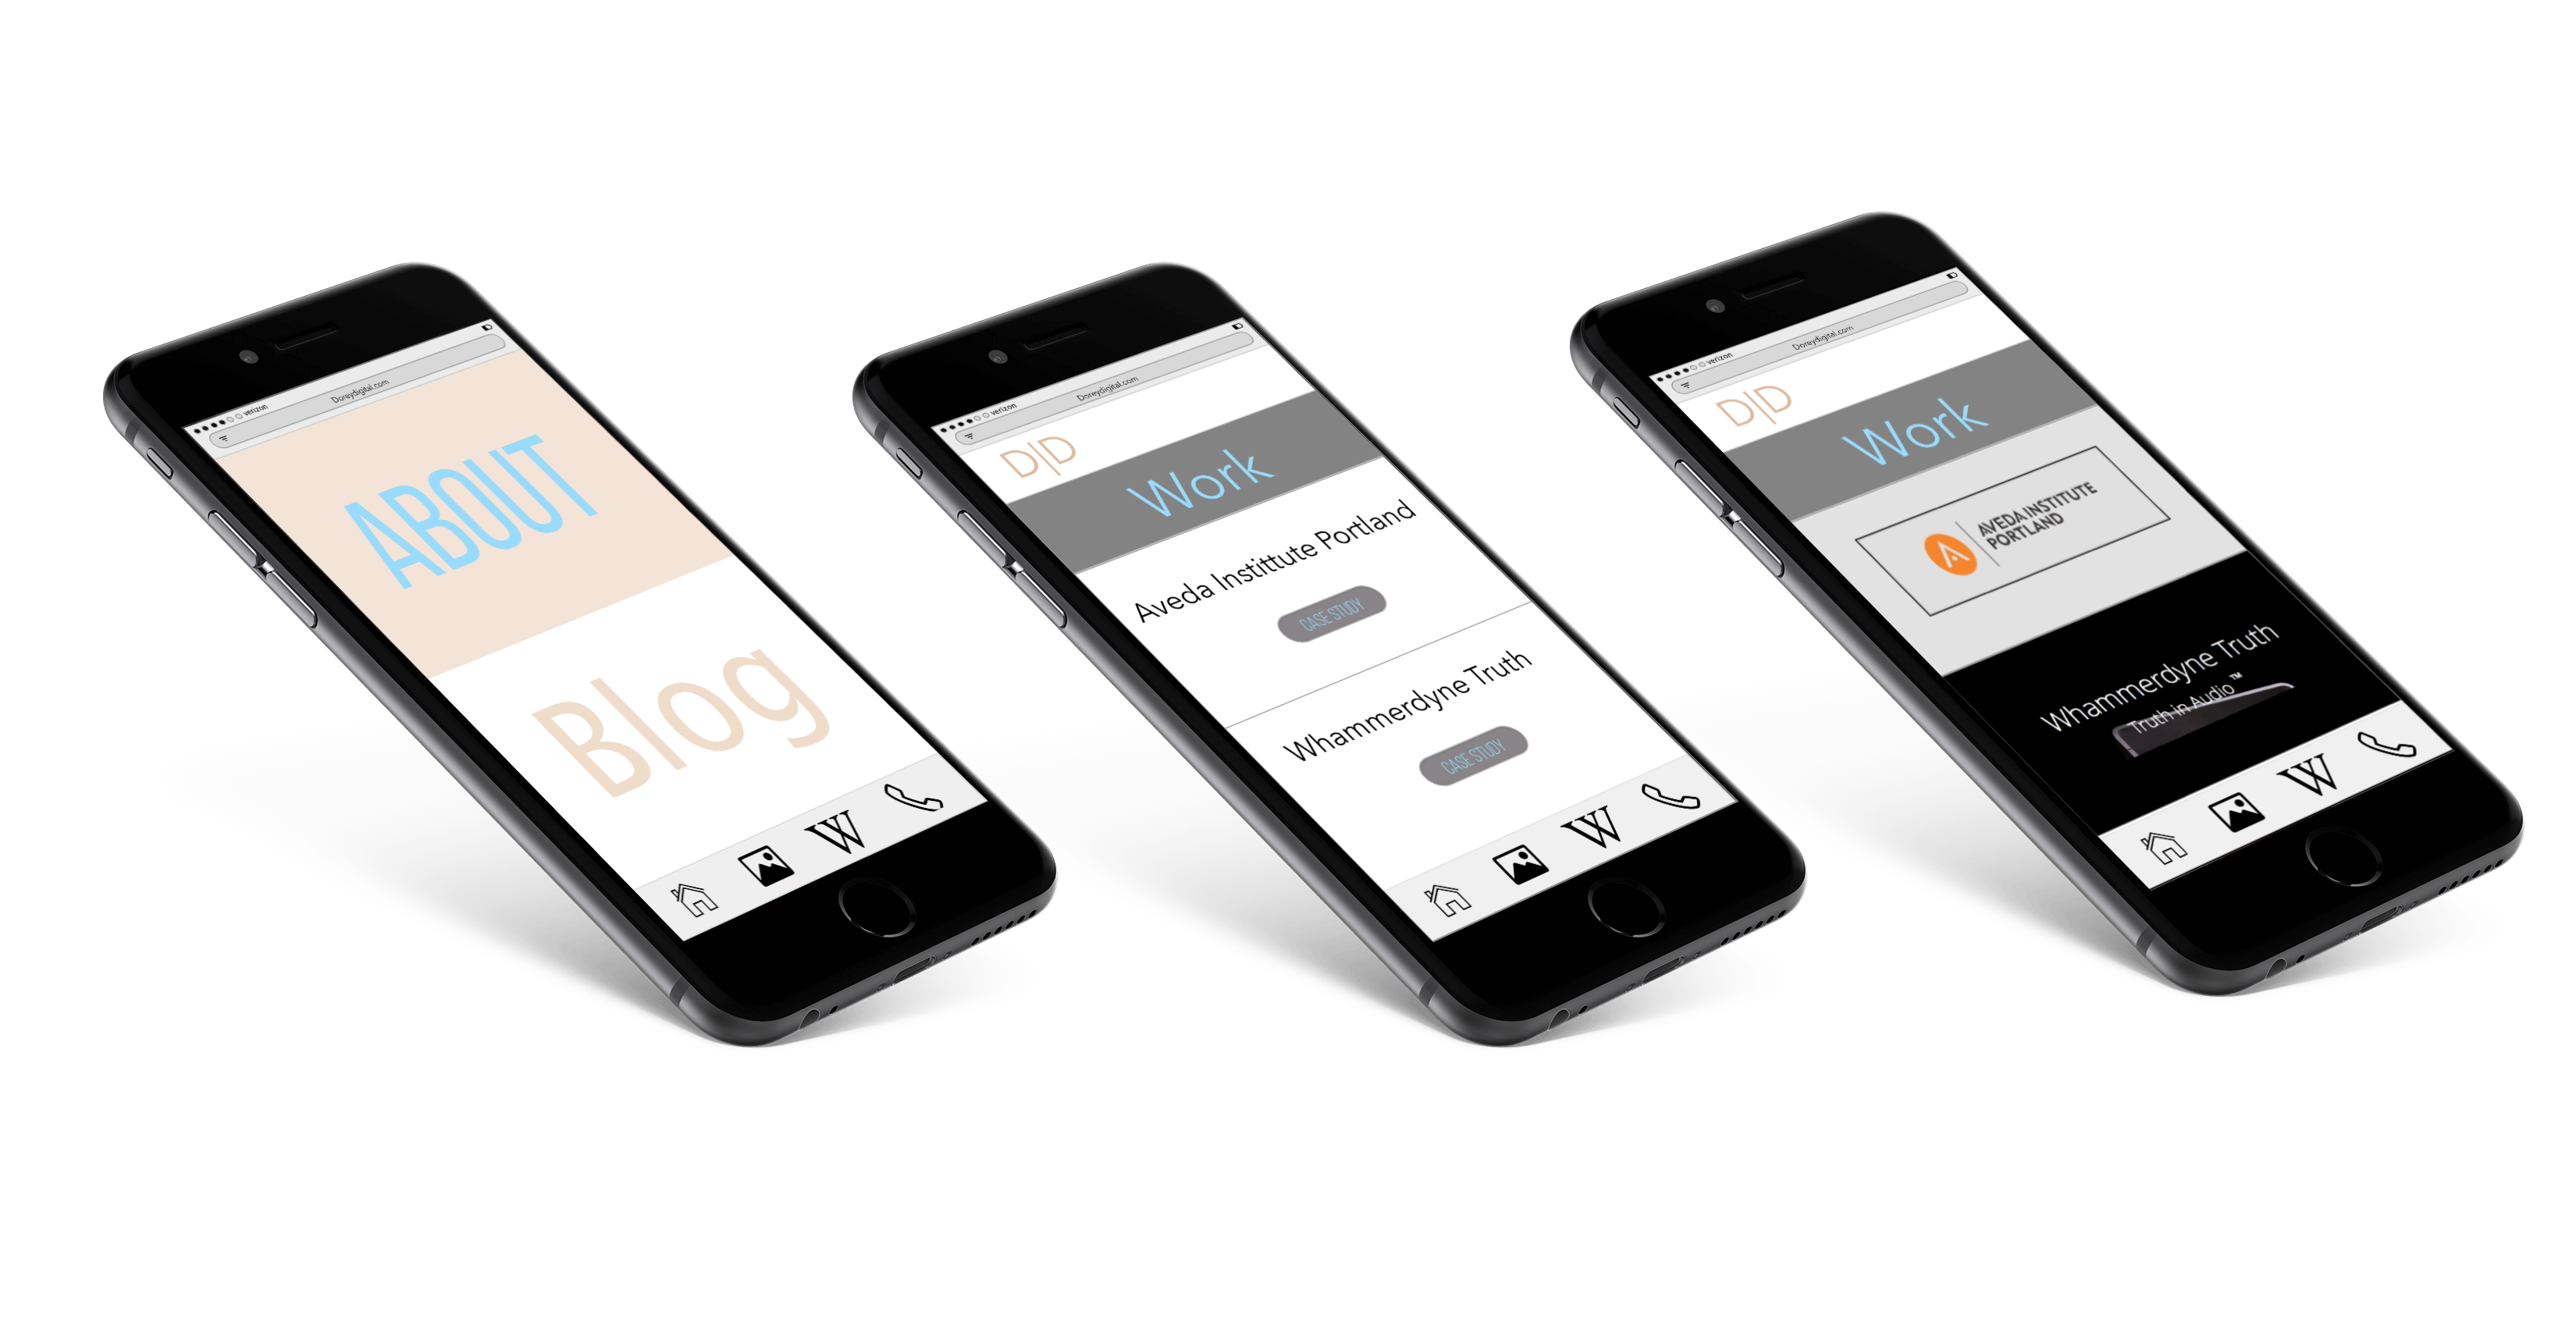 verizon
Doreydigital.com
ABOUT
Blog
W
verizon
Doreydigital.com
D|D
Work
Aveda Instittute Portland
CASE STUDY
Whammerdyne Truth
CASE STUDY
W
verizon
Doreydigital.com
D|D
Work
AVEDA INSTITUTE
PORTLAND
Whammerdyne Truth
Truth in Audio™
W